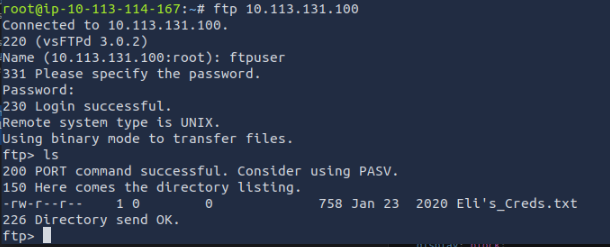 root@ip-10-113-114-167:~# ftp 10.113.131.100
Connected to 10.113.131.100.
220 (vsFTPd 3.0.2)
Name (10.113.131.100:root): ftpuser
331 Please specify the password.
Password:
230 Login successful.
Remote system type is UNIX.
Using binary mode to transfer files.
ftp> ls
200 PORT command successful. Consider using PASV.
150 Here comes the directory listing.
-rw-r--r--    1 0        0             758 Jan 23  2020 Eli's_Creds.txt
226 Directory send OK.
ftp>